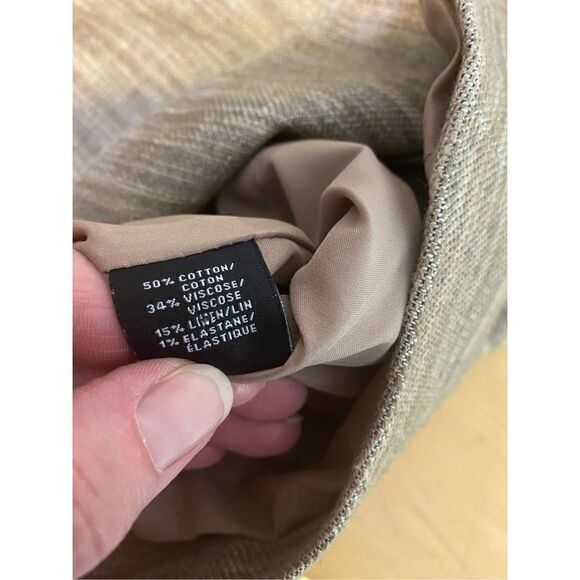 50% COTTON/
COTON
34% VISCOSE/
VISCOSE
15% LINEN/LIN
1% ELASTANE/
ÉLASTIQUE